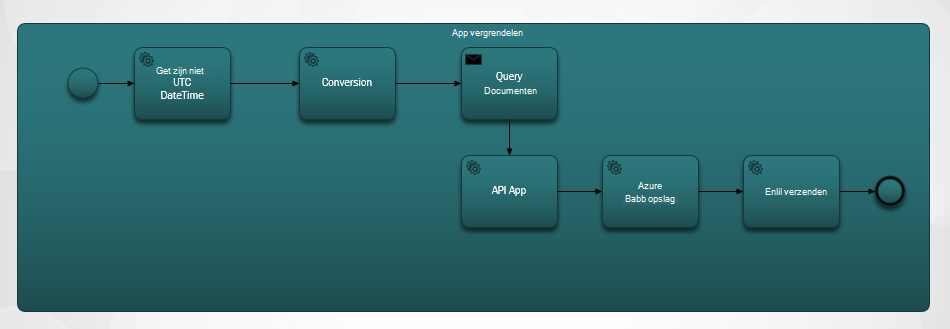 App vergrendelen
Get zijn niet
UTC
DateTime
Conversion
Query
Documenten
API App
Azure
Babb opslag
Enlil verzenden